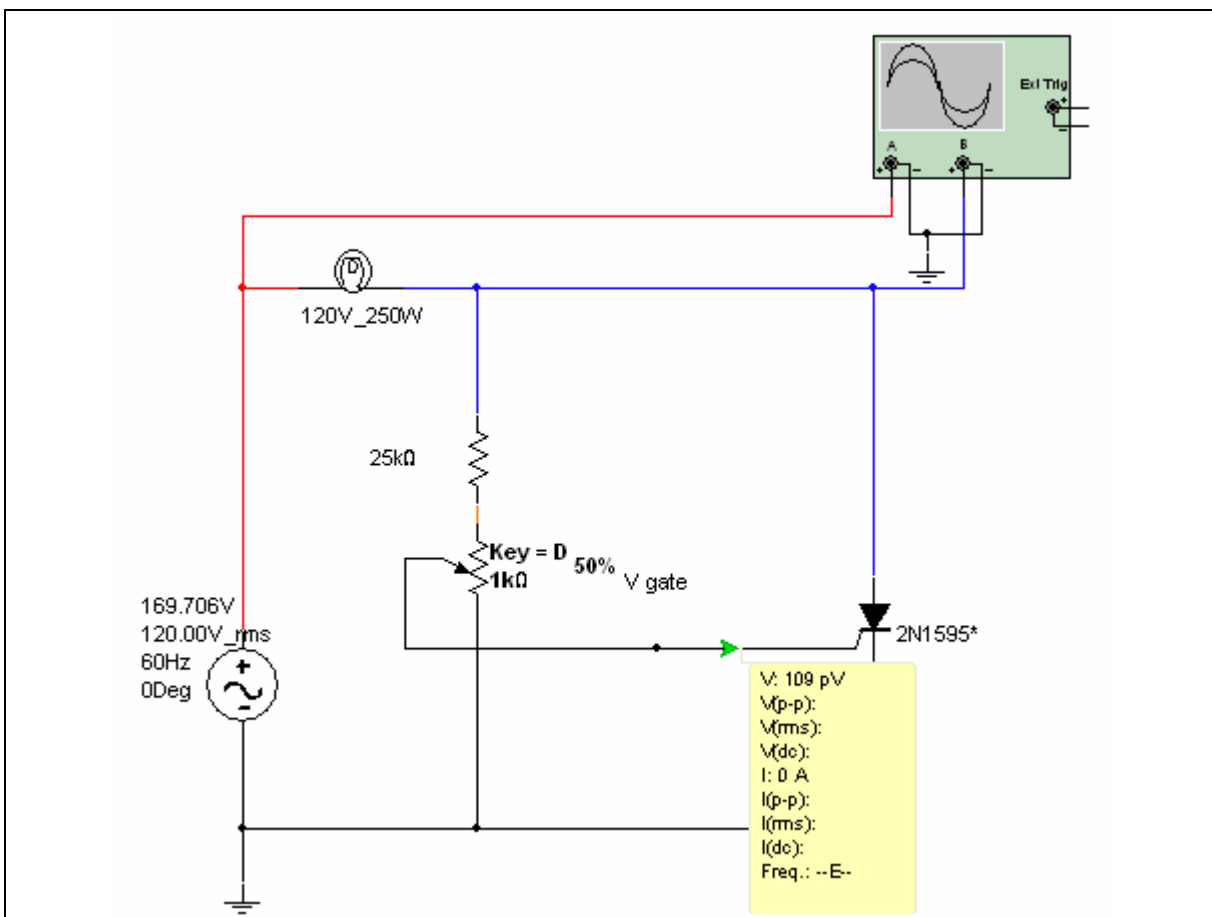 Ext Trig
+
−
A
B
+ −
+ −
120V_250W
25kΩ
Key = D
50%
1kΩ
V gate
169.706V
120.00V_rms
60Hz
0Deg
+
-
2N1595*
V: 109 pV
V(p-p):
V(rms):
V(dc):
I: 0 A
I(p-p):
I(rms):
I(dc):
Freq.: --E--